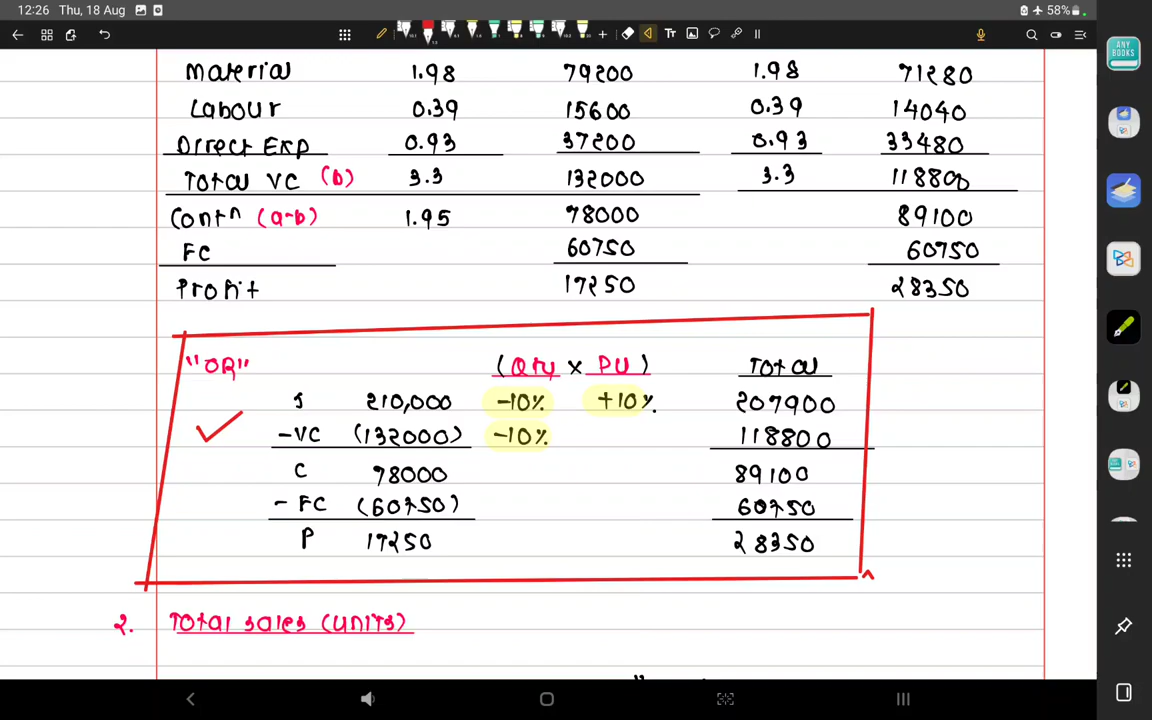 12:26 Thu, 18 Aug 58%
Tr
ANY BOOKS
Material 1.98 79200 1.98 71280
Labour 0.39 15600 0.39 14040
Direct Exp 0.93 37200 0.93 33480
Total VC (b) 3.3 132000 3.3 118800
Contn (a-b) 1.95 78000 89100
FC 60750 60750
Profit 17250 28350
"OR" (Qty × PU) Total
S 210,000 -10% +10% 207900
-VC (132000) -10% 118800
C 78000 89100
- FC (60750) 60750
P 17250 28350
2. Total sales (units)